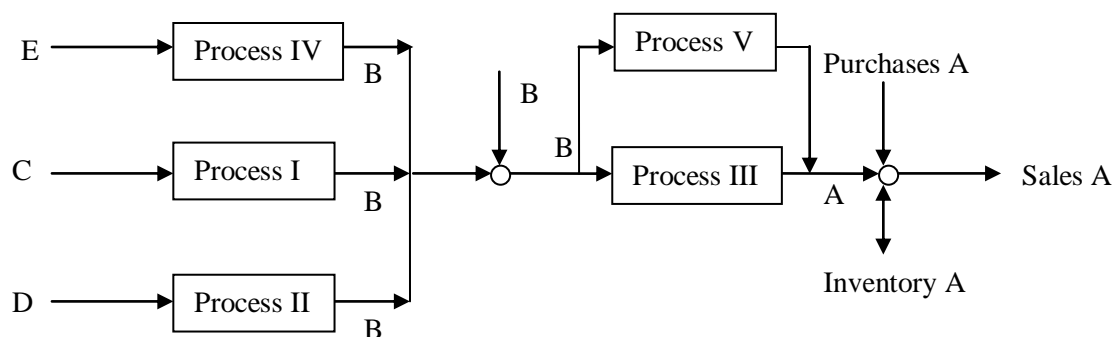 E
Process IV
B
Process V
Purchases A
B
C
Process I
B
B
Process III
A
Sales A
D
Process II
B
Inventory A